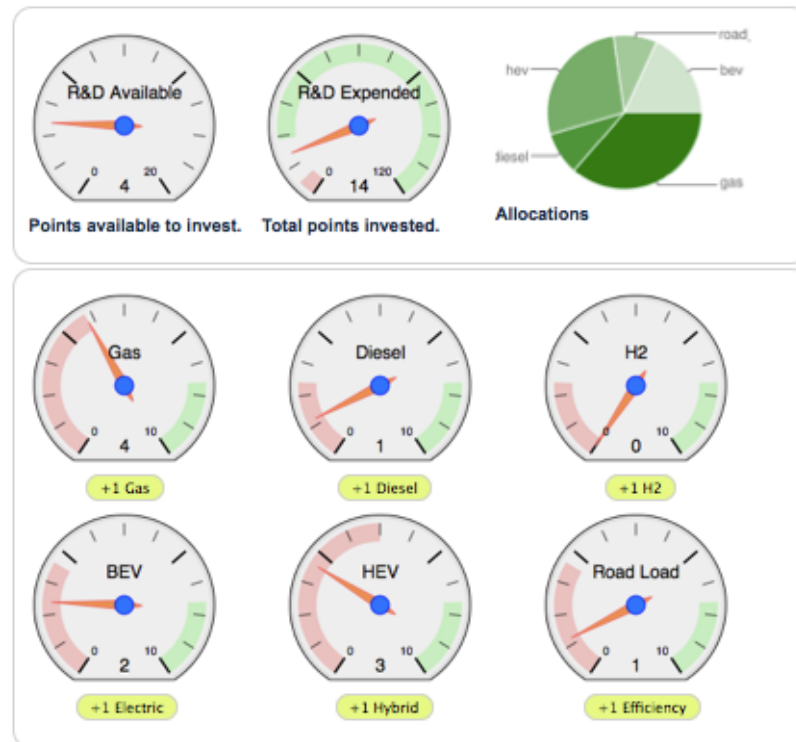 R&D Available
0
20
4
Points available to invest.
R&D Expended
0
120
14
Total points invested.
road
hev
bev
diesel
gas
Allocations
Gas
0
10
4
+1 Gas
Diesel
0
10
1
+1 Diesel
H2
0
10
0
+1 H2
BEV
0
10
2
+1 Electric
HEV
0
10
3
+1 Hybrid
Road Load
0
10
1
+1 Efficiency